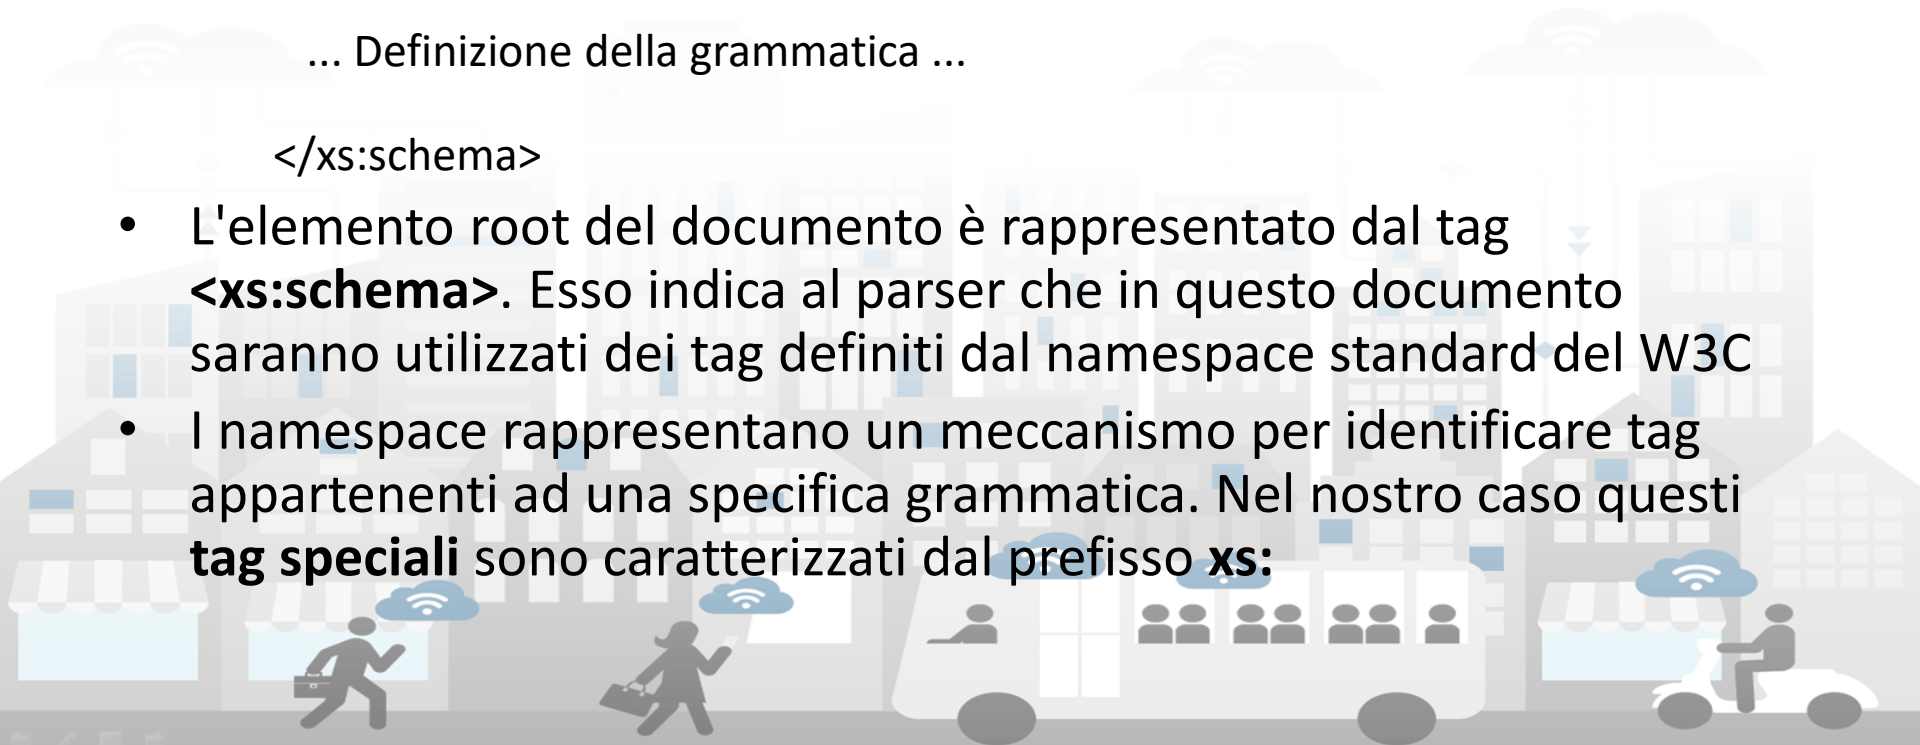 ... Definizione della grammatica ...
</xs:schema>
• L'elemento root del documento è rappresentato dal tag
<xs:schema>. Esso indica al parser che in questo documento
saranno utilizzati dei tag definiti dal namespace standard del W3C
• I namespace rappresentano un meccanismo per identificare tag
appartenenti ad una specifica grammatica. Nel nostro caso questi
tag speciali sono caratterizzati dal prefisso xs: